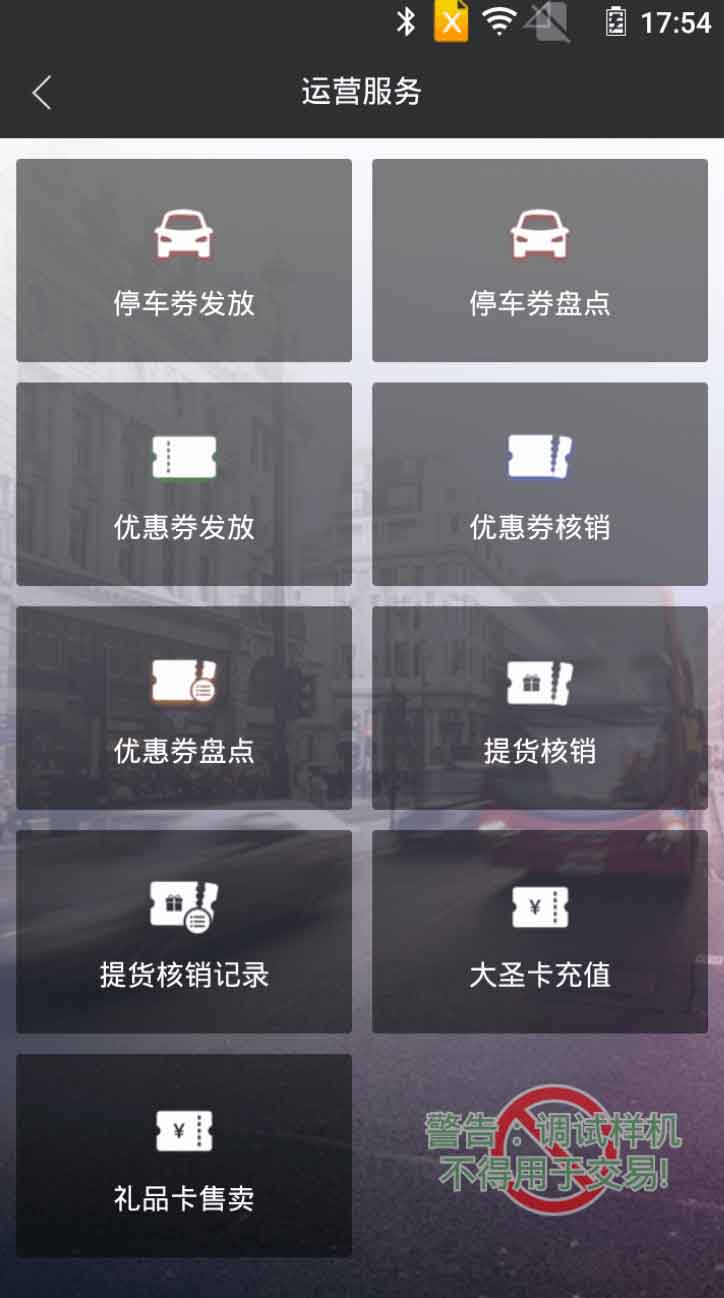 17:54
运营服务
停车券发放
停车券盘点
优惠券发放
优惠券核销
优惠券盘点
提货核销
提货核销记录
¥
大圣卡充值
¥
礼品卡售卖
警告：调试样机
不得用于交易!